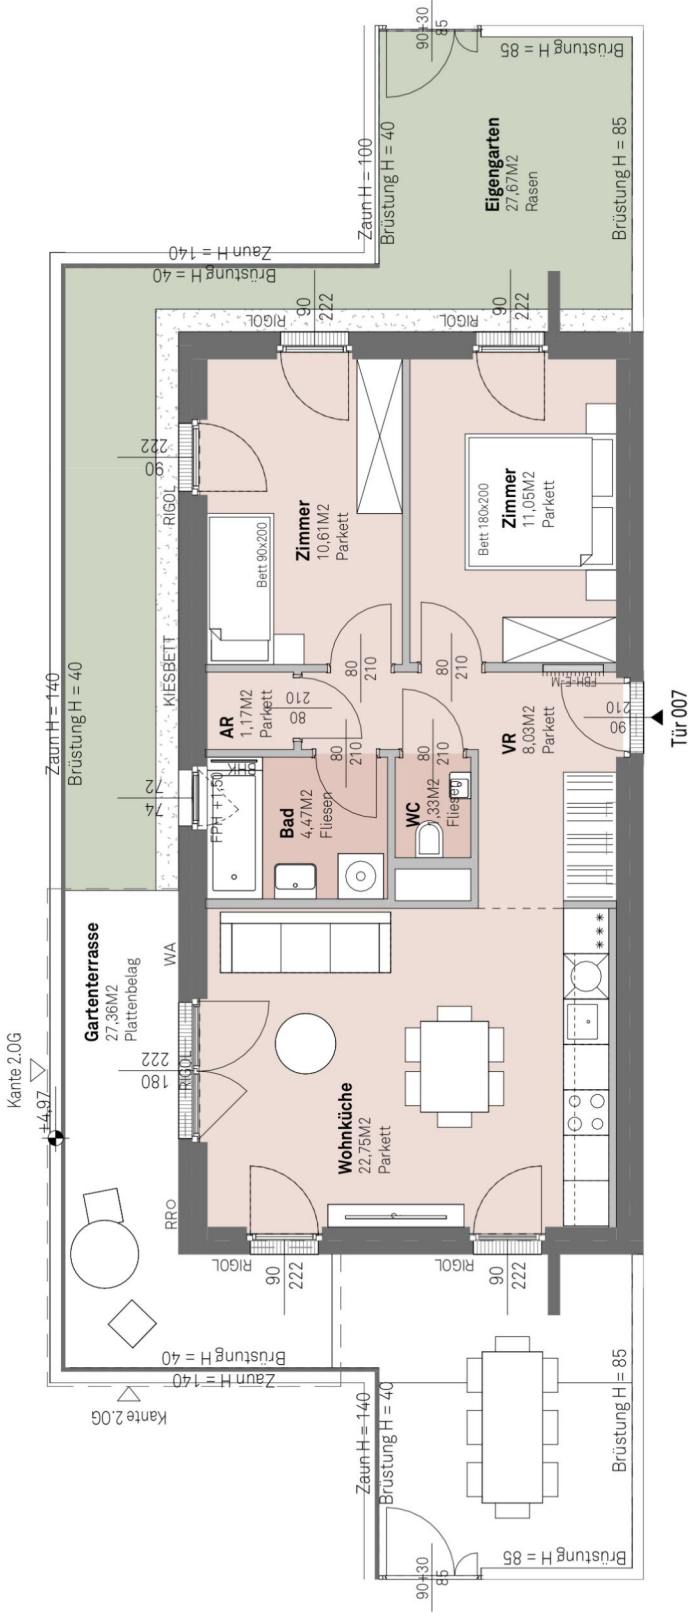 90+30
85
Brüstung H = 85
Zaun H = 100
Brüstung H = 40
Eigengarten
27,67M2
Rasen
Brüstung H = 85
Zaun H = 140
Brüstung H = 40
RIGOL
90
222
RIGOL
90
222
222
90
RIGOL
Bett 90x200
Zimmer
10,61M2
Parkett
Bett 180x200
Zimmer
11,05M2
Parkett
Zaun H = 140
Brüstung H = 40
KIESBETT
80
210
80
210
AR
1,17M2
Parkett
80
210
VR
8,03M2
Parkett
90
210
Tür 007
72
74
FPH +1,50
BHK
Bad
4,47M2
Fliesen
80
210
80
210
WC
,33M2
Fliesen
Gartenterrasse
27,36M2
Plattenbelag
WA
Kante 2.OG
±4,97
222
180
RIGOL
Wohnküche
22,75M2
Parkett
RRO
RIGOL
90
222
RIGOL
90
222
Brüstung H = 40
Zaun H = 140
Kante 2.OG
Zaun H = 140
Brüstung H = 40
Brüstung H = 85
Brüstung H = 85
90+30
85